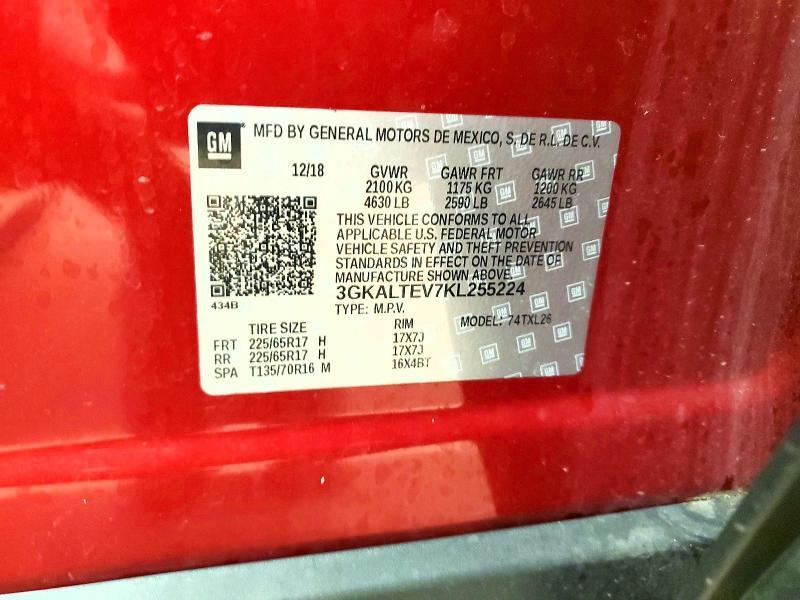 GM MFD BY GENERAL MOTORS DE MEXICO, S. DE R.L. DE C.V.
12/18 GVWR GAWR FRT GAWR RR
2100 KG 1175 KG 1200 KG
4630 LB 2590 LB 2645 LB
THIS VEHICLE CONFORMS TO ALL
APPLICABLE U.S. FEDERAL MOTOR
VEHICLE SAFETY AND THEFT PREVENTION
STANDARDS IN EFFECT ON THE DATE OF
MANUFACTURE SHOWN ABOVE.
3GKALTEV7KL255224
434B
TYPE: M.P.V. MODEL: 74TXL26
TIRE SIZE RIM
FRT 225/65R17 H 17X7J
RR 225/65R17 H 17X7J
SPA T135/70R16 M 16X4BT